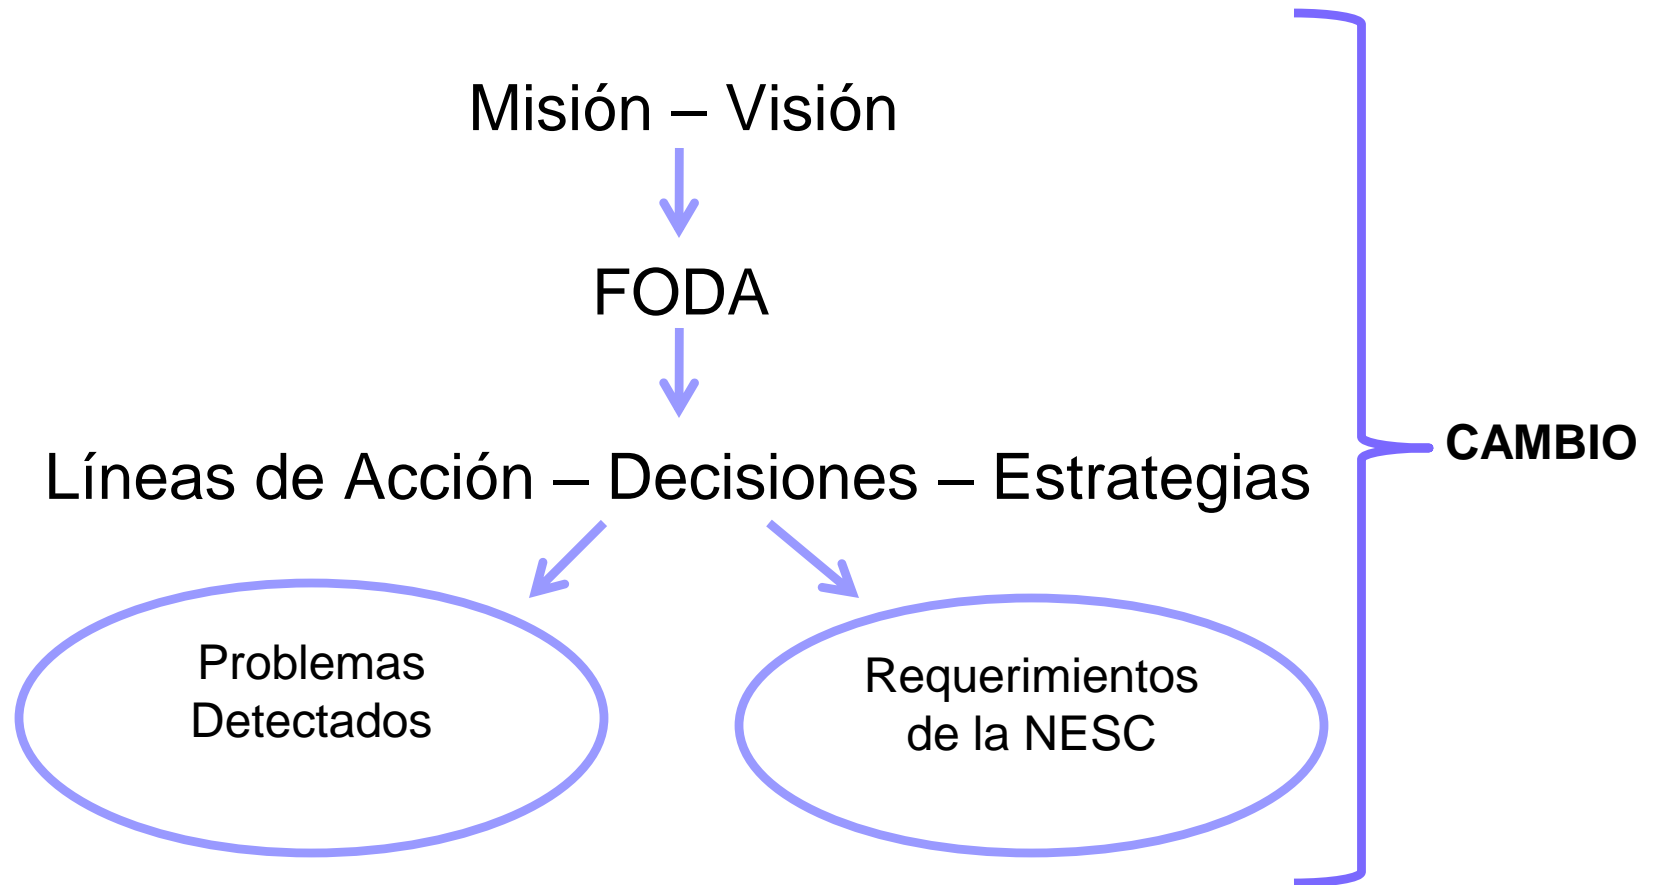 Misión – Visión
FODA
Líneas de Acción – Decisiones – Estrategias
CAMBIO
Problemas
Detectados
Requerimientos
de la NESC